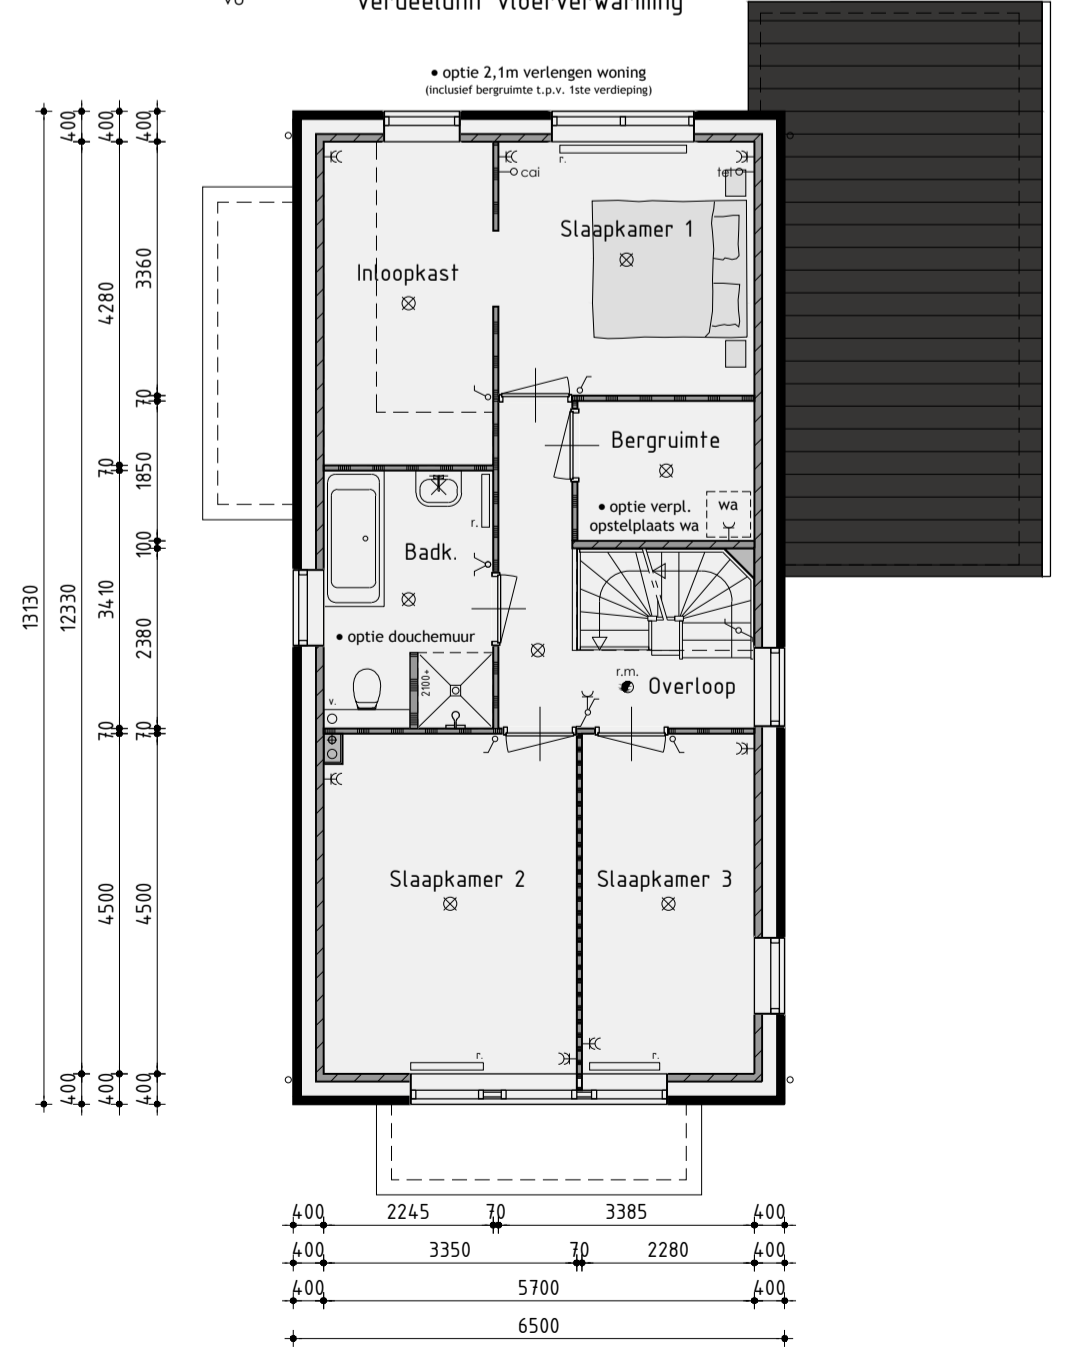 Verdeelunit vloerverwarming
• optie 2,1m verlengen woning
(inclusief bergruimte t.p.v. 1ste verdieping)
r.
cai
tel
Slaapkamer 1
Inloopkast
Bergruimte
• optie verpl.
opstelplaats wa
wa
r.
Badk.
• optie douchemuur
2100+
v.
r.m.
Overloop
Slaapkamer 2
Slaapkamer 3
r.
r.
13130
400
12330
400
400
4280
70
3410
70
4500
400
400
3360
70
1850
100
2380
70
4500
400
400 2245 70 3385 400
400 3350 70 2280 400
400 5700 400
6500